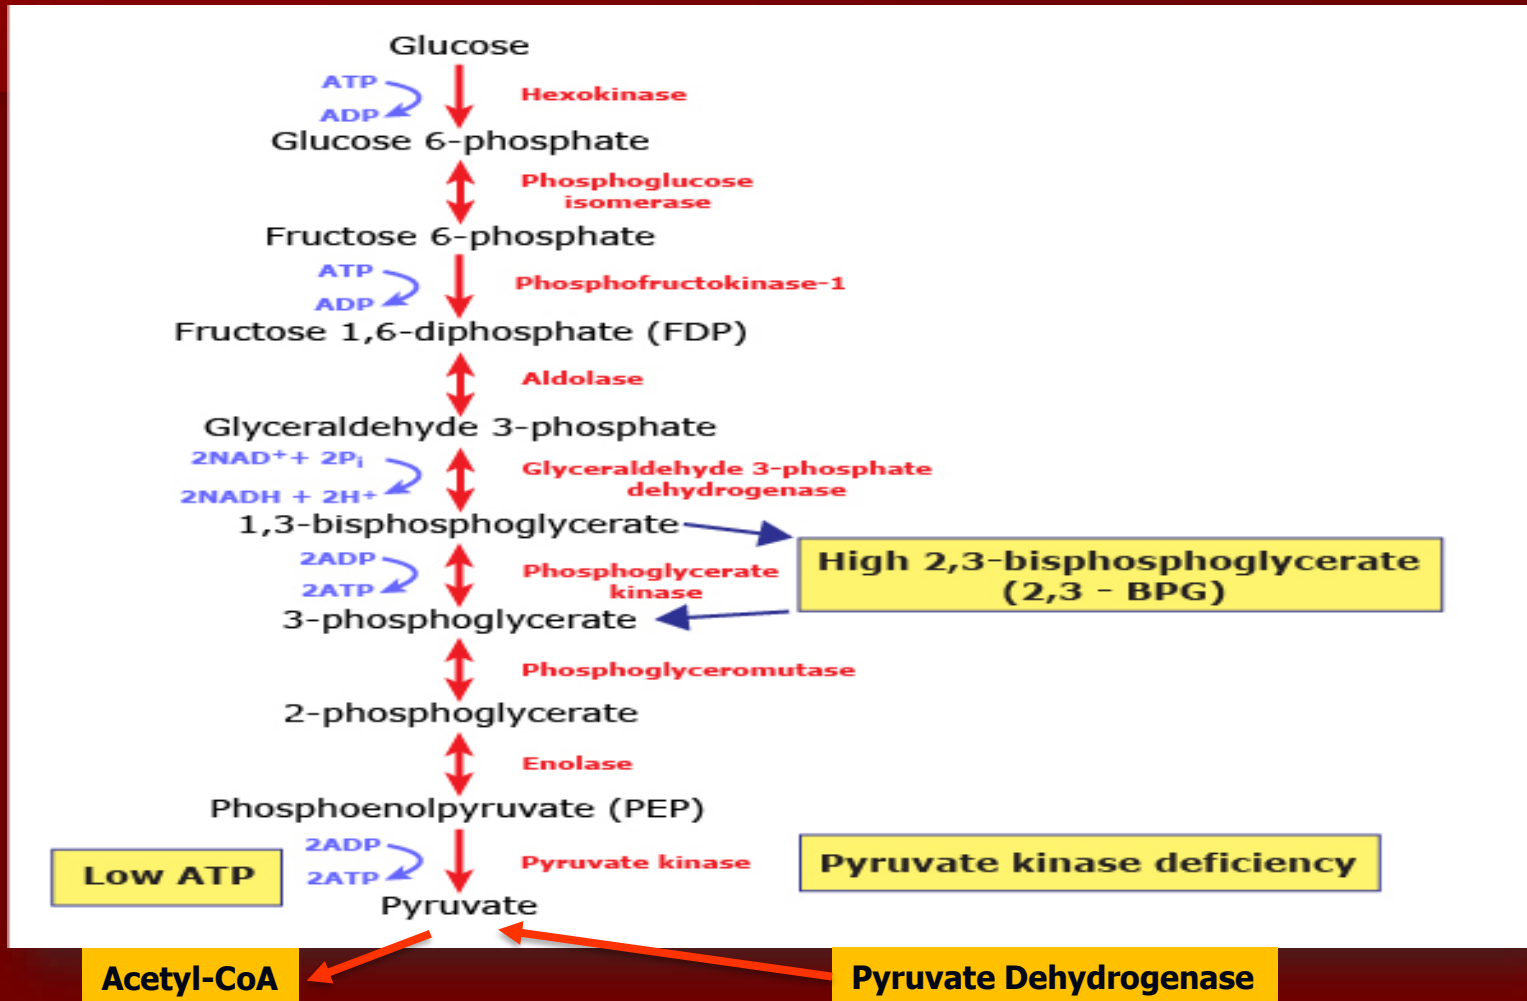 Glucose
ATP
ADP
Hexokinase
Glucose 6-phosphate
Phosphoglucose
isomerase
Fructose 6-phosphate
ATP
ADP
Phosphofructokinase-1
Fructose 1,6-diphosphate (FDP)
Aldolase
Glyceraldehyde 3-phosphate
2NAD⁺+ 2Pᵢ
2NADH + 2H⁺
Glyceraldehyde 3-phosphate
dehydrogenase
1,3-bisphosphoglycerate
2ADP
2ATP
Phosphoglycerate
kinase
High 2,3-bisphosphoglycerate
(2,3 - BPG)
3-phosphoglycerate
Phosphoglyceromutase
2-phosphoglycerate
Enolase
Phosphoenolpyruvate (PEP)
Low ATP
2ADP
2ATP
Pyruvate kinase
Pyruvate kinase deficiency
Pyruvate
Acetyl-CoA
Pyruvate Dehydrogenase